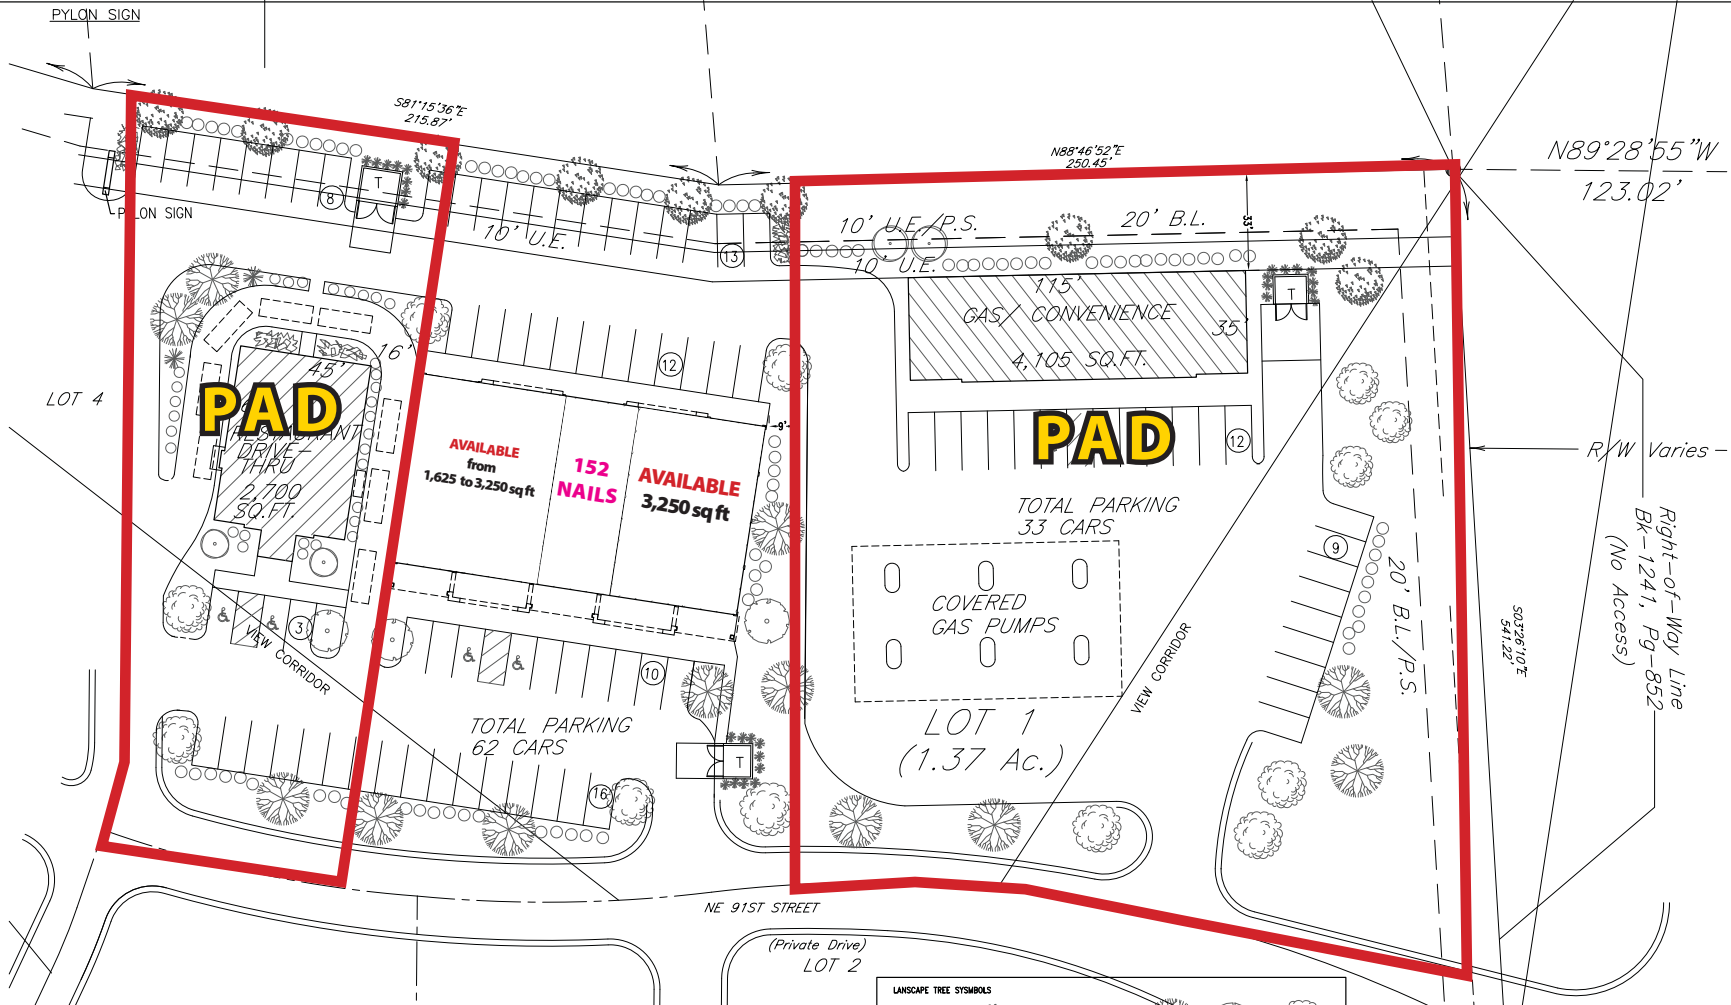 PYLON SIGN
S81°15'36"E
215.87'
N88°46'52"E
250.45'
N89°28'55"W
123.02'
T
8
PYLON SIGN
10' U.E.
13
10' U.E./P.S.
20' B.L.
33'
10' U.E.
115'
GAS/ CONVENIENCE
35'
4,105 SQ.FT.
T
16'
45'
12
LOT 4
PAD
RESTAURANT
DRIVE-
THRU
2,700
SQ.FT.
AVAILABLE
from
1,625 to 3,250 sq ft
152
NAILS
AVAILABLE
3,250 sq ft
6'
PAD
12
R/W Varies
TOTAL PARKING
33 CARS
9
Right-of-Way Line
Bk-1241, Pg-852
(No Access)
20' B.L./P.S.
S03°26'10"E
541.22'
COVERED
GAS PUMPS
VIEW CORRIDOR
3
VIEW CORRIDOR
10
TOTAL PARKING
62 CARS
LOT 1
(1.37 Ac.)
T
16
NE 91ST STREET
(Private Drive)
LOT 2
LANSCAPE TREE SYSMBOLS